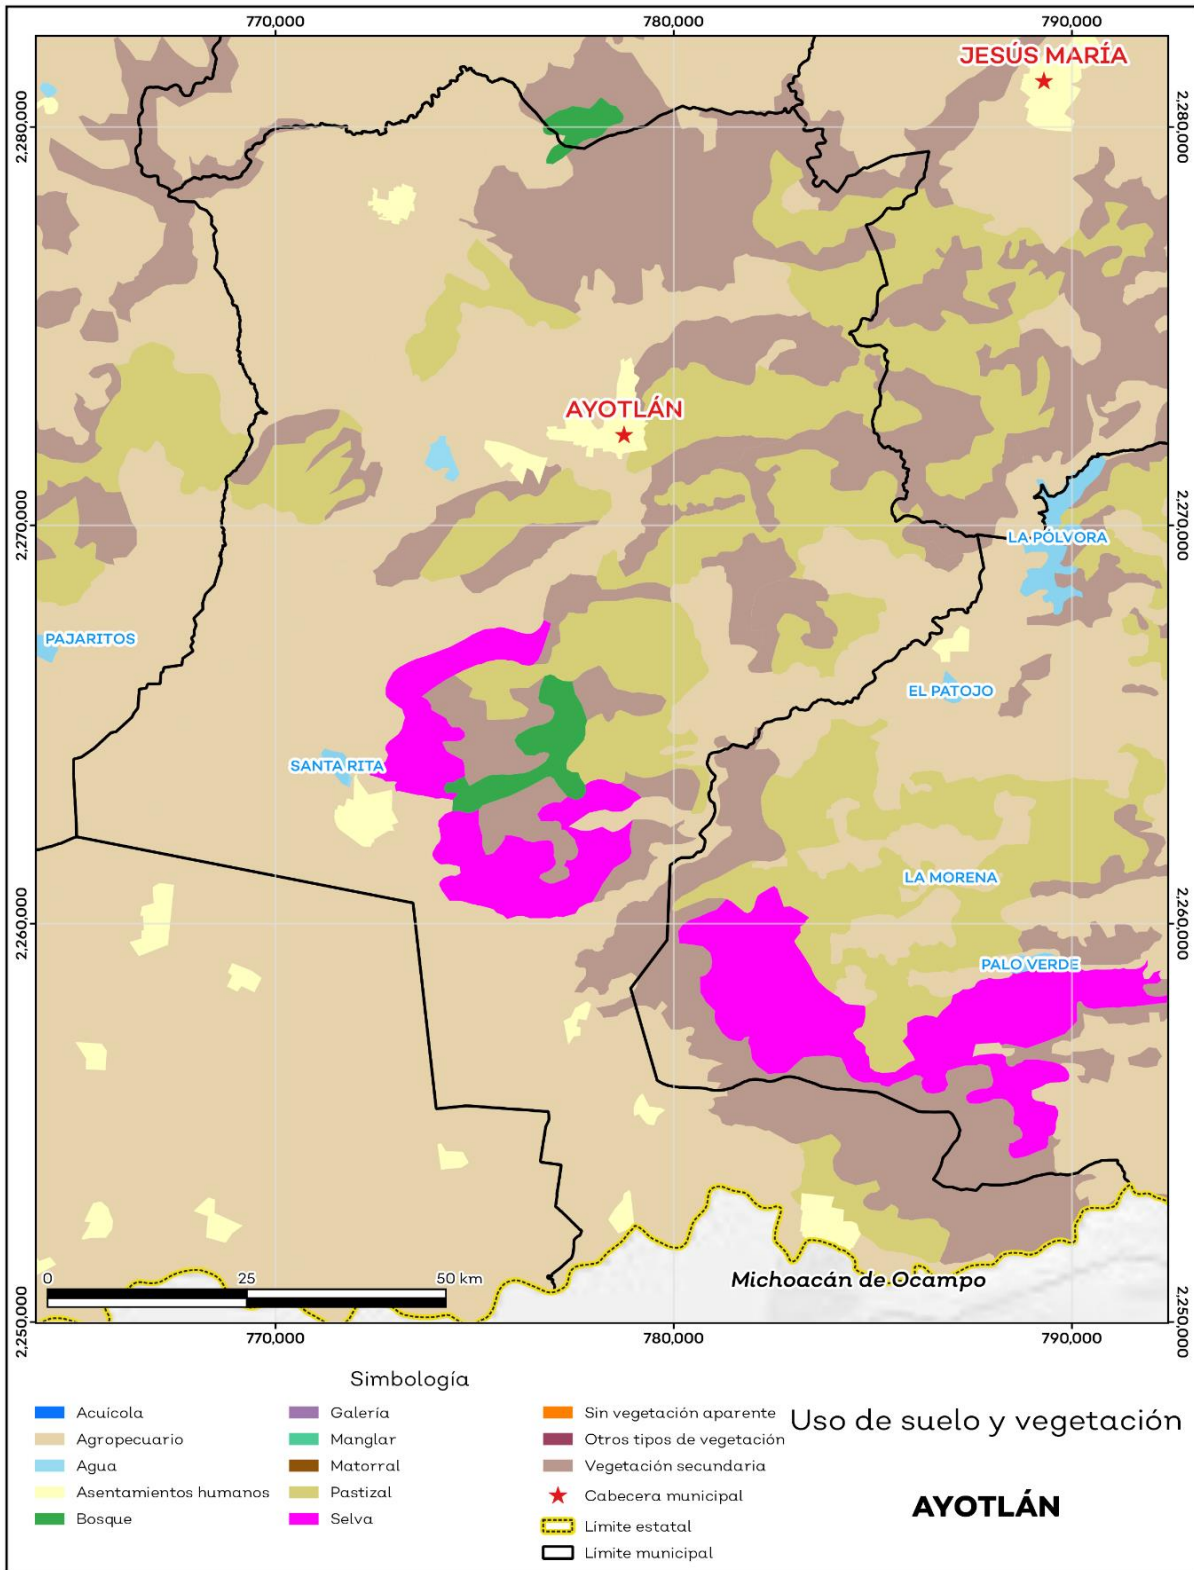 770,000
780,000
790,000
JESÚS MARÍA
2,280,000
2,280,000
AYOTLÁN
2,270,000
2,270,000
LA PÓLVORA
PAJARITOS
EL PATOJO
SANTA RITA
LA MORENA
2,260,000
2,260,000
PALO VERDE
Michoacán de Ocampo
0
25
50 km
2,250,000
2,250,000
770,000
780,000
790,000
Simbología
Acuícola
Agropecuario
Agua
Asentamientos humanos
Bosque
Galería
Manglar
Matorral
Pastizal
Selva
Sin vegetación aparente
Otros tipos de vegetación
Vegetación secundaria
Cabecera municipal
Límite estatal
Límite municipal
Uso de suelo y vegetación
AYOTLÁN